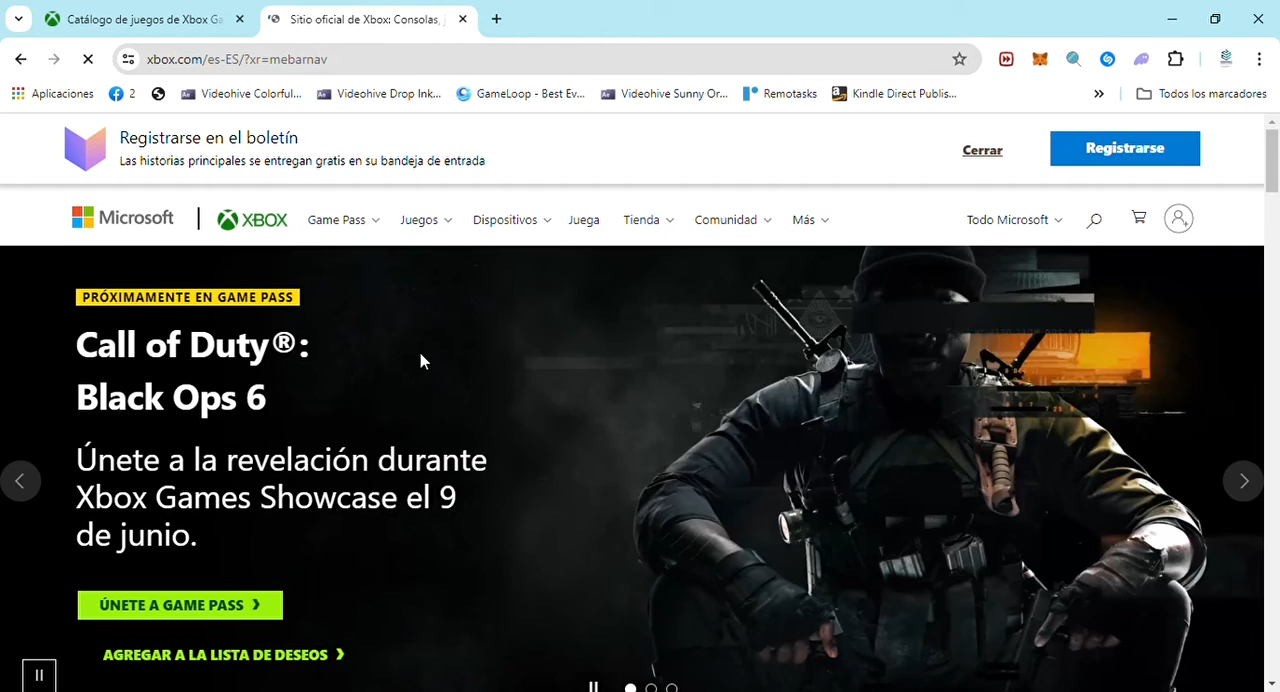 Catálogo de juegos de Xbox Ga
Sitio oficial de Xbox: Consolas, j
xbox.com/es-ES/?xr=mebarnav
Aplicaciones
2
Videohive Colorful...
Videohive Drop Ink...
GameLoop - Best Ev...
Videohive Sunny Or...
Remotasks
Kindle Direct Publis...
Todos los marcadores
Registrarse en el boletín
Las historias principales se entregan gratis en su bandeja de entrada
Cerrar
Registrarse
Microsoft
XBOX
Game Pass
Juegos
Dispositivos
Juega
Tienda
Comunidad
Más
Todo Microsoft
PRÓXIMAMENTE EN GAME PASS
Call of Duty®:
Black Ops 6
Únete a la revelación durante
Xbox Games Showcase el 9
de junio.
ÚNETE A GAME PASS
AGREGAR A LA LISTA DE DESEOS